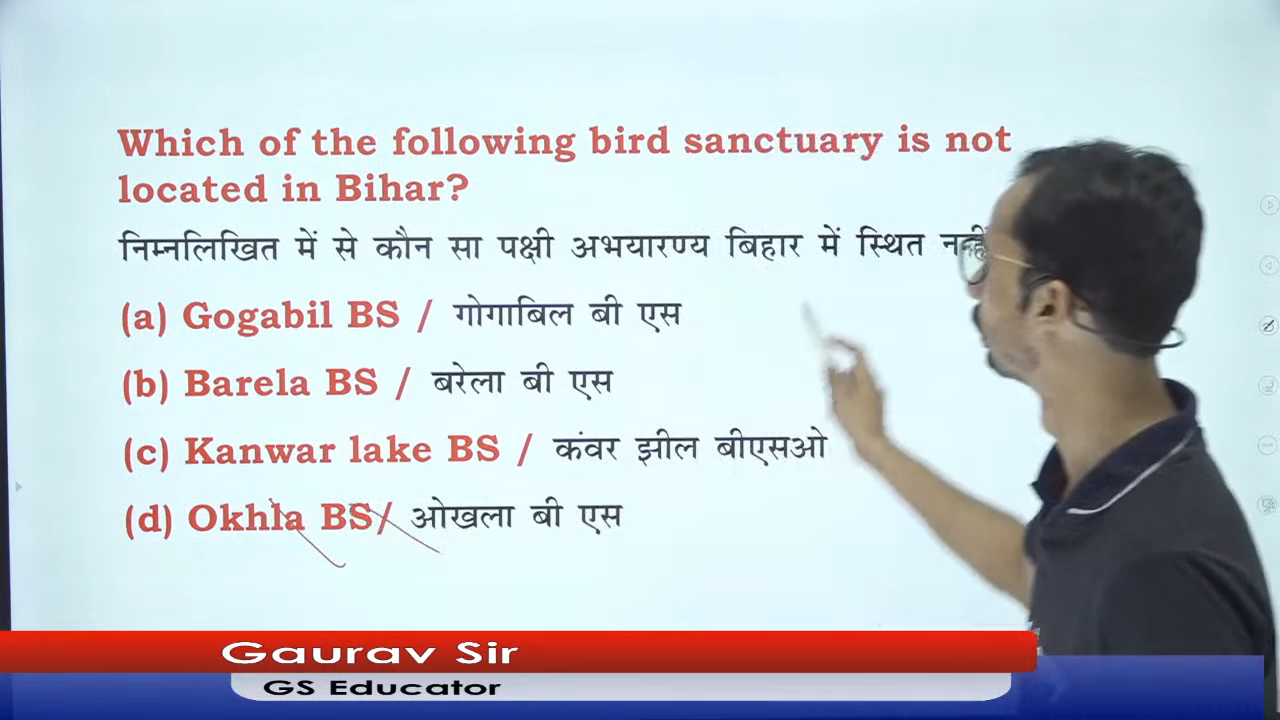 Which of the following bird sanctuary is not
located in Bihar?
निम्नलिखित में से कौन सा पक्षी अभयारण्य बिहार में स्थित नहीं
(a) Gogabil BS / गोगाबिल बी एस
(b) Barela BS / बरेला बी एस
(c) Kanwar lake BS / कंवर झील बीएसओ
(d) Okhla BS/ ओखला बी एस
Gaurav Sir
GS Educator